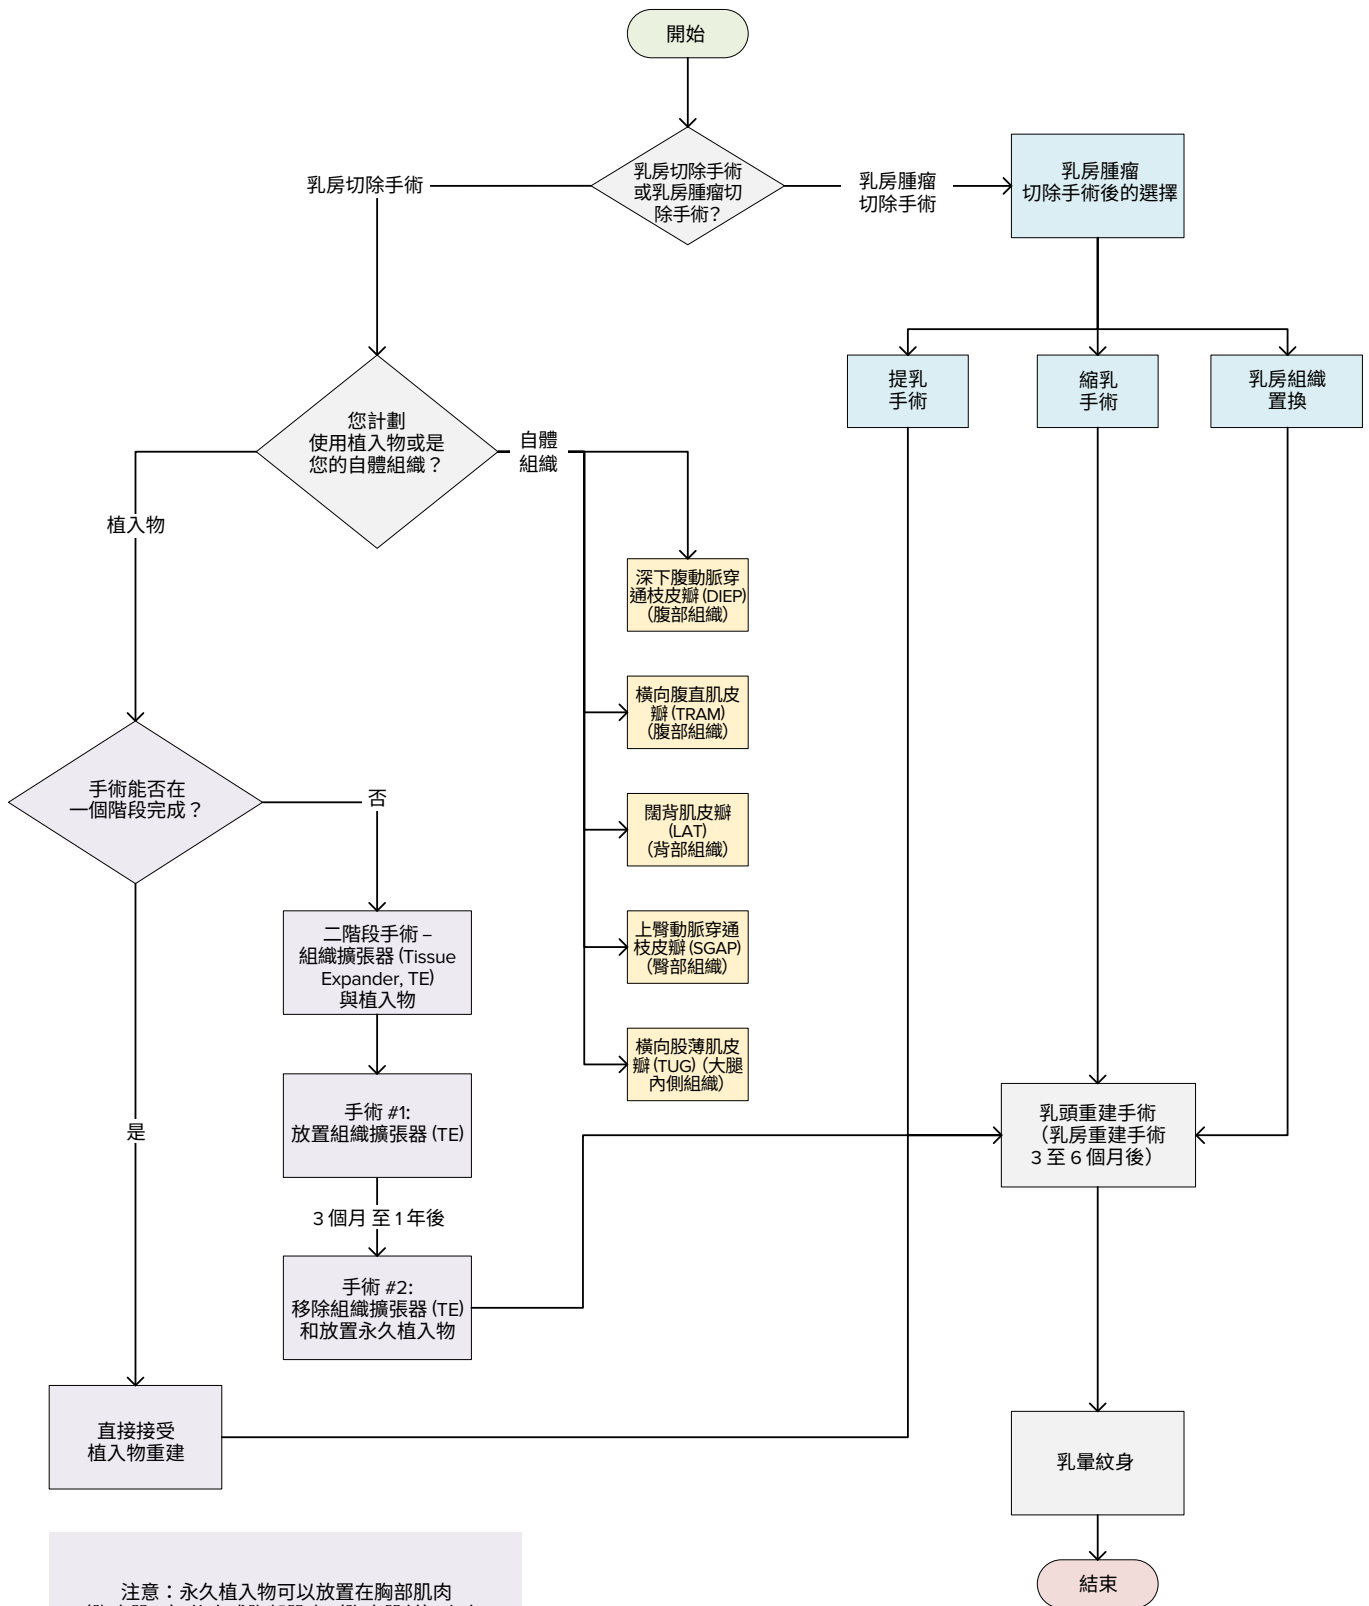 開始
乳房切除手術
或乳房腫瘤切
除手術？
乳房切除手術
乳房腫瘤
切除手術
乳房腫瘤
切除手術後的選擇
提乳
手術
縮乳
手術
乳房組織
置換
您計劃
使用植入物或是
您的自體組織？
自體
組織
植入物
深下腹動脈穿
通枝皮瓣 (DIEP)
（腹部組織）
橫向腹直肌皮
瓣 (TRAM)
（腹部組織）
闊背肌皮瓣
(LAT)
（背部組織）
上臀動脈穿通
枝皮瓣 (SGAP)
（臀部組織）
橫向股薄肌皮
瓣 (TUG)（大腿
內側組織）
手術能否在
一個階段完成？
否
二階段手術 –
組織擴張器 (Tissue
Expander, TE)
與植入物
手術 #1:
放置組織擴張器 (TE)
3 個月 至 1 年後
手術 #2:
移除組織擴張器 (TE)
和放置永久植入物
是
直接接受
植入物重建
乳頭重建手術
（乳房重建手術
3 至 6 個月後）
乳暈紋身
結束
注意：永久植入物可以放置在胸部肌肉